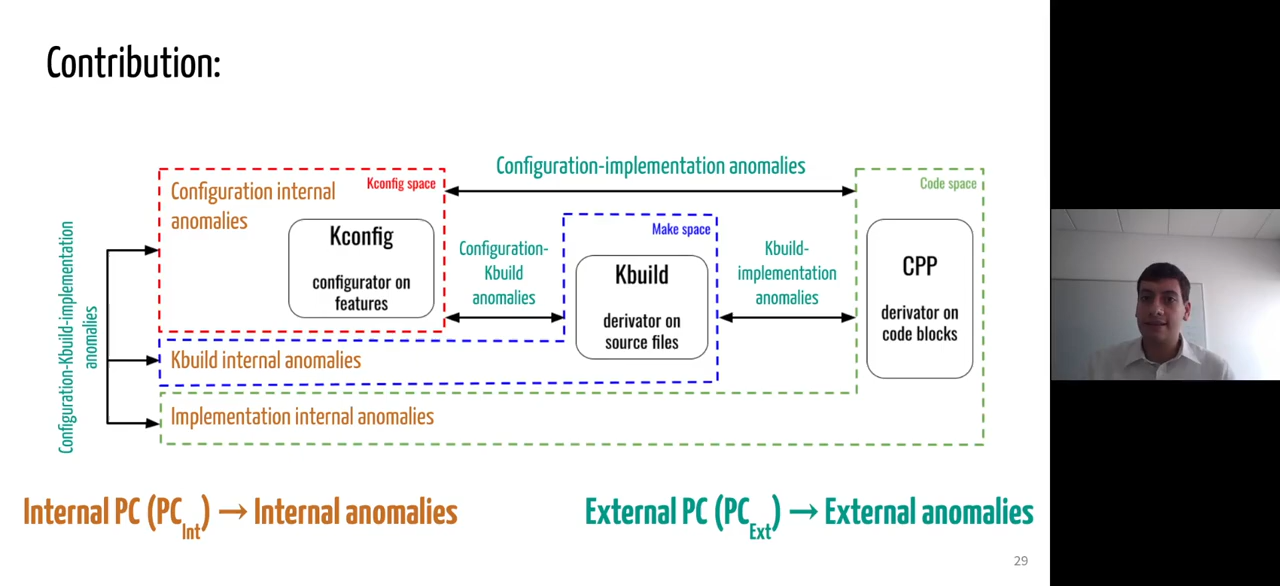 Contribution:
Configuration-implementation anomalies
Configuration internal
anomalies
Kconfig space
Kconfig
configurator on
features
Configuration-
Kbuild
anomalies
Make space
Kbuild
derivator on
source files
Kbuild-
implementation
anomalies
Code space
CPP
derivator on
code blocks
Configuration-Kbuild-implementation
anomalies
Kbuild internal anomalies
Implementation internal anomalies
Internal PC (PC_Int) → Internal anomalies
External PC (PC_Ext) → External anomalies
29